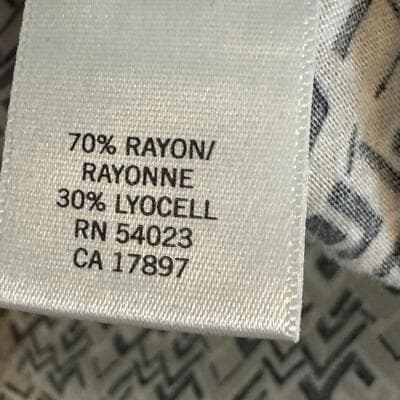 70% RAYON/
RAYONNE
30% LYOCELL
RN 54023
CA 17897